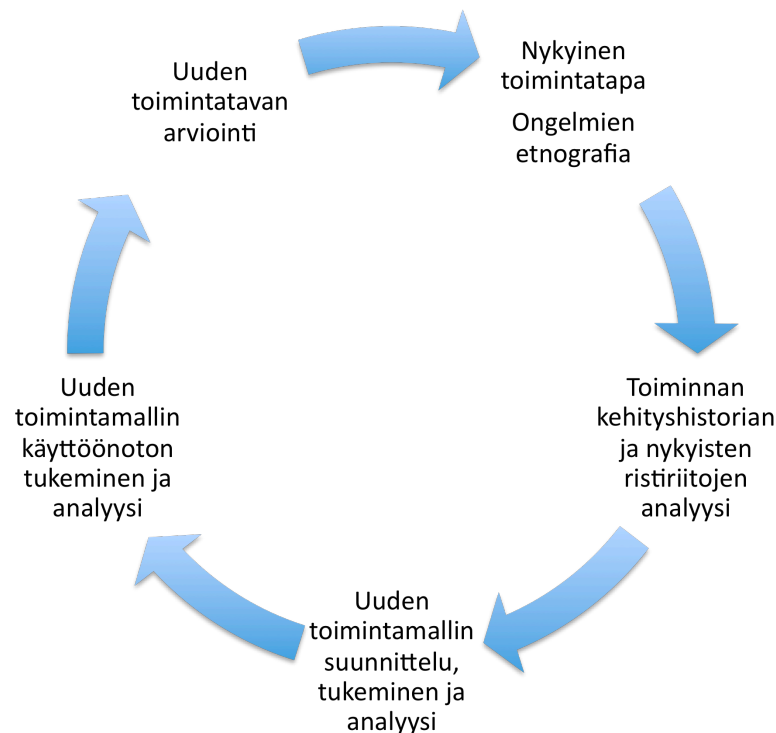 Nykyinen
toimintatapa
Ongelmien
etnografia
Toiminnan
kehityshistorian
ja nykyisten
ristiriitojen
analyysi
Uuden
toimintamallin
suunnittelu,
tukeminen ja
analyysi
Uuden
toimintamallin
käyttöönoton
tukeminen ja
analyysi
Uuden
toimintatavan
arviointi